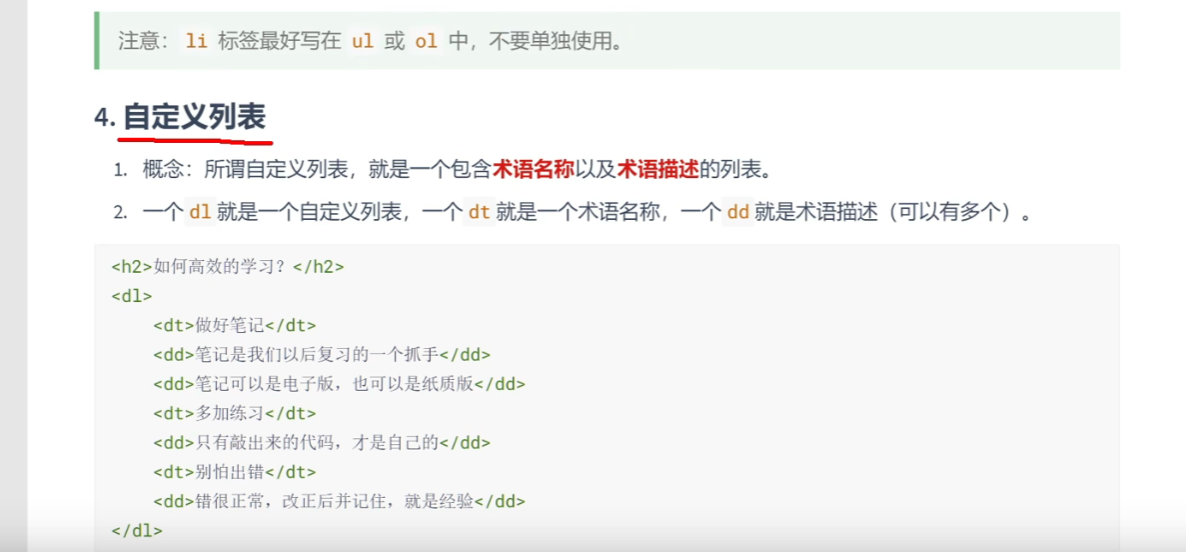 注意：li 标签最好写在 ul 或 ol 中，不要单独使用。
4. 自定义列表
1. 概念：所谓自定义列表，就是一个包含术语名称以及术语描述的列表。
2. 一个 dl 就是一个自定义列表，一个 dt 就是一个术语名称，一个 dd 就是术语描述（可以有多个）。
<h2>如何高效的学习？</h2>
<dl>
    <dt>做好笔记</dt>
    <dd>笔记是我们以后复习的一个抓手</dd>
    <dd>笔记可以是电子版，也可以是纸质版</dd>
    <dt>多加练习</dt>
    <dd>只有敲出来的代码，才是自己的</dd>
    <dt>别怕出错</dt>
    <dd>错很正常，改正后并记住，就是经验</dd>
</dl>